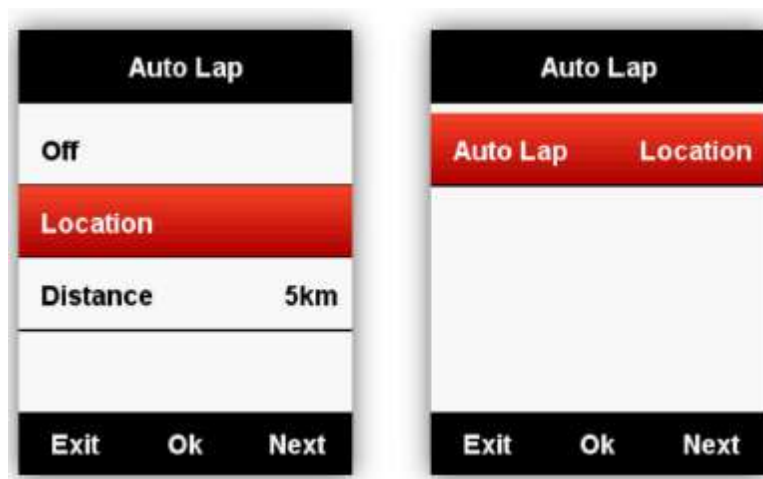 Auto Lap
Off
Location
Distance 5km
Exit Ok Next
Auto Lap
Auto Lap Location
Exit Ok Next